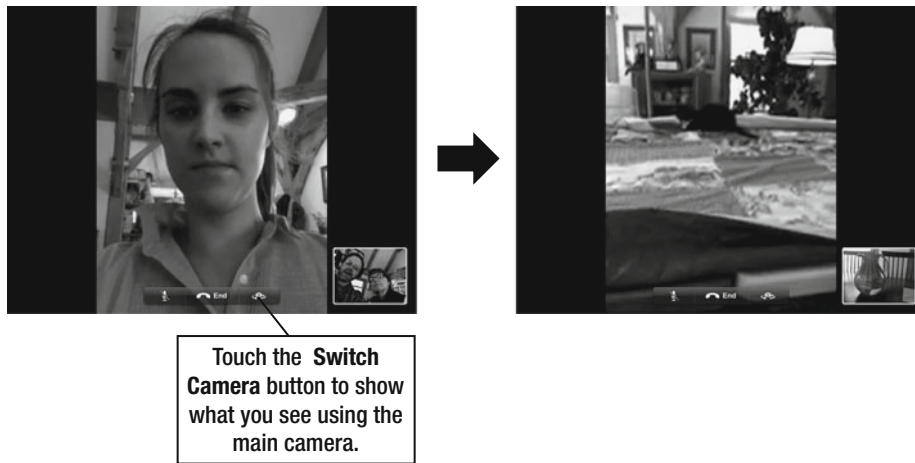 End
End
Touch the Switch
Camera button to show
what you see using the
main camera.